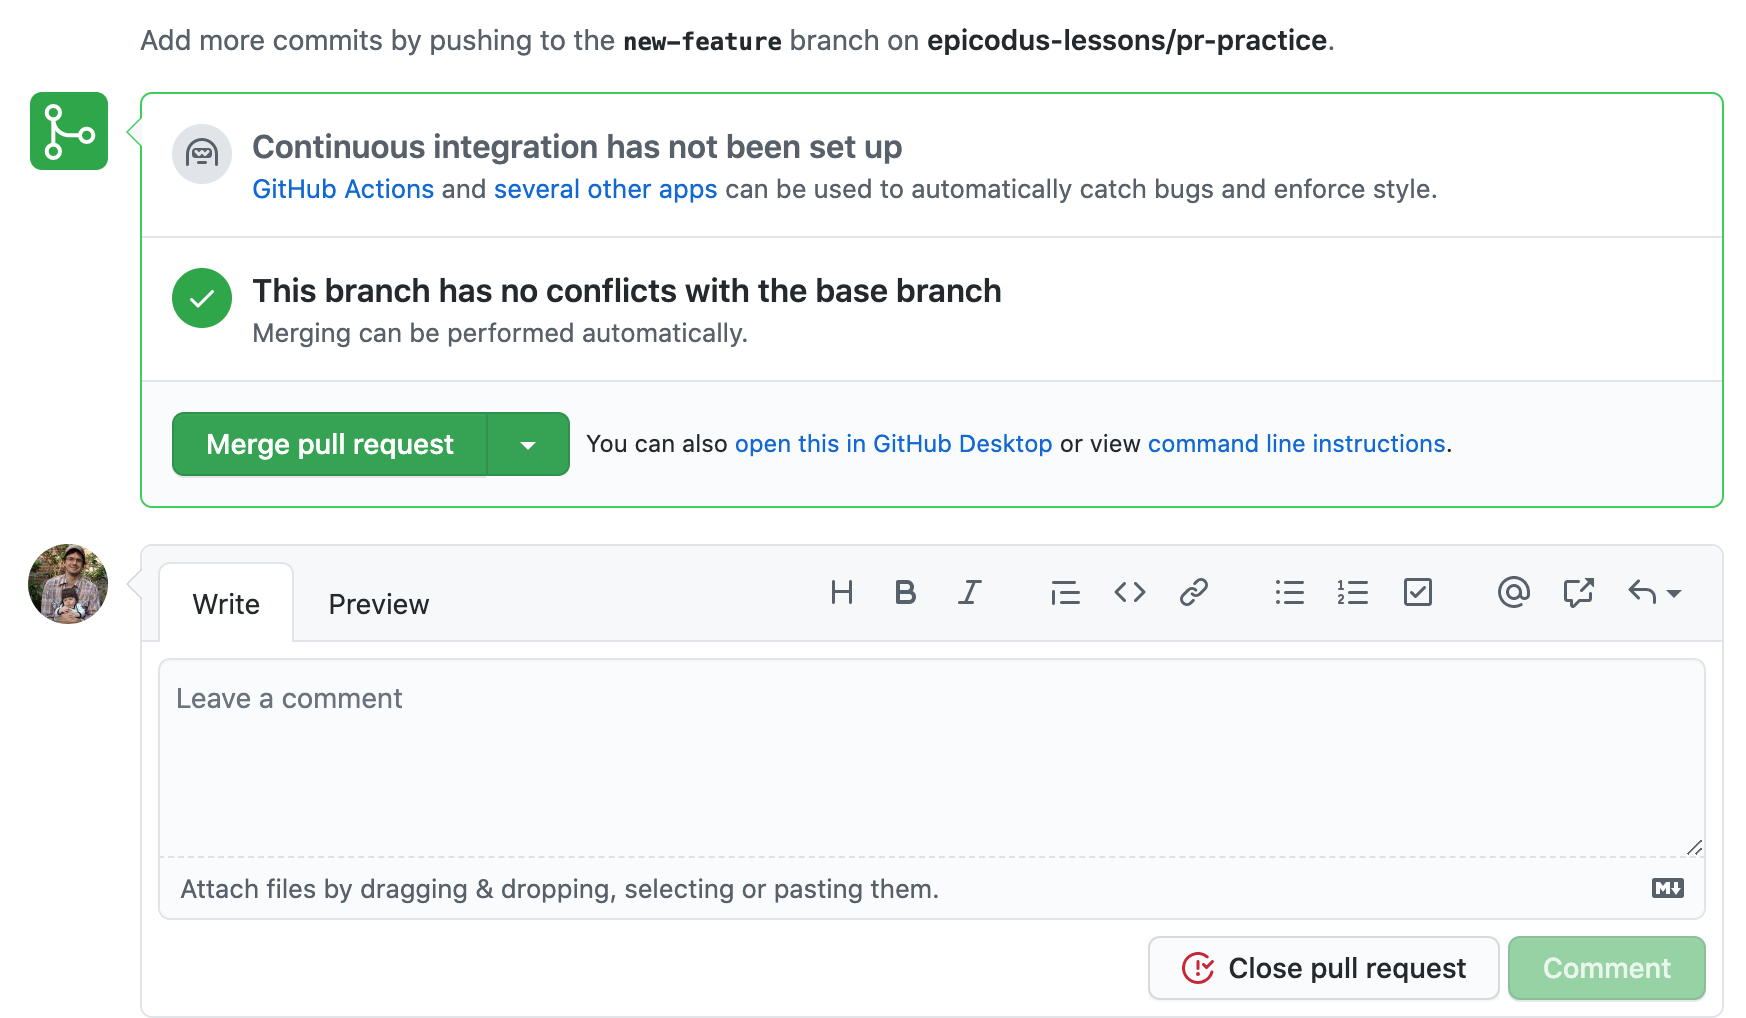 Add more commits by pushing to the new-feature branch on epicodus-lessons/pr-practice.
Continuous integration has not been set up
GitHub Actions and several other apps can be used to automatically catch bugs and enforce style.
This branch has no conflicts with the base branch
Merging can be performed automatically.
Merge pull request You can also open this in GitHub Desktop or view command line instructions.
Write Preview
Leave a comment
Attach files by dragging & dropping, selecting or pasting them.
Close pull request Comment